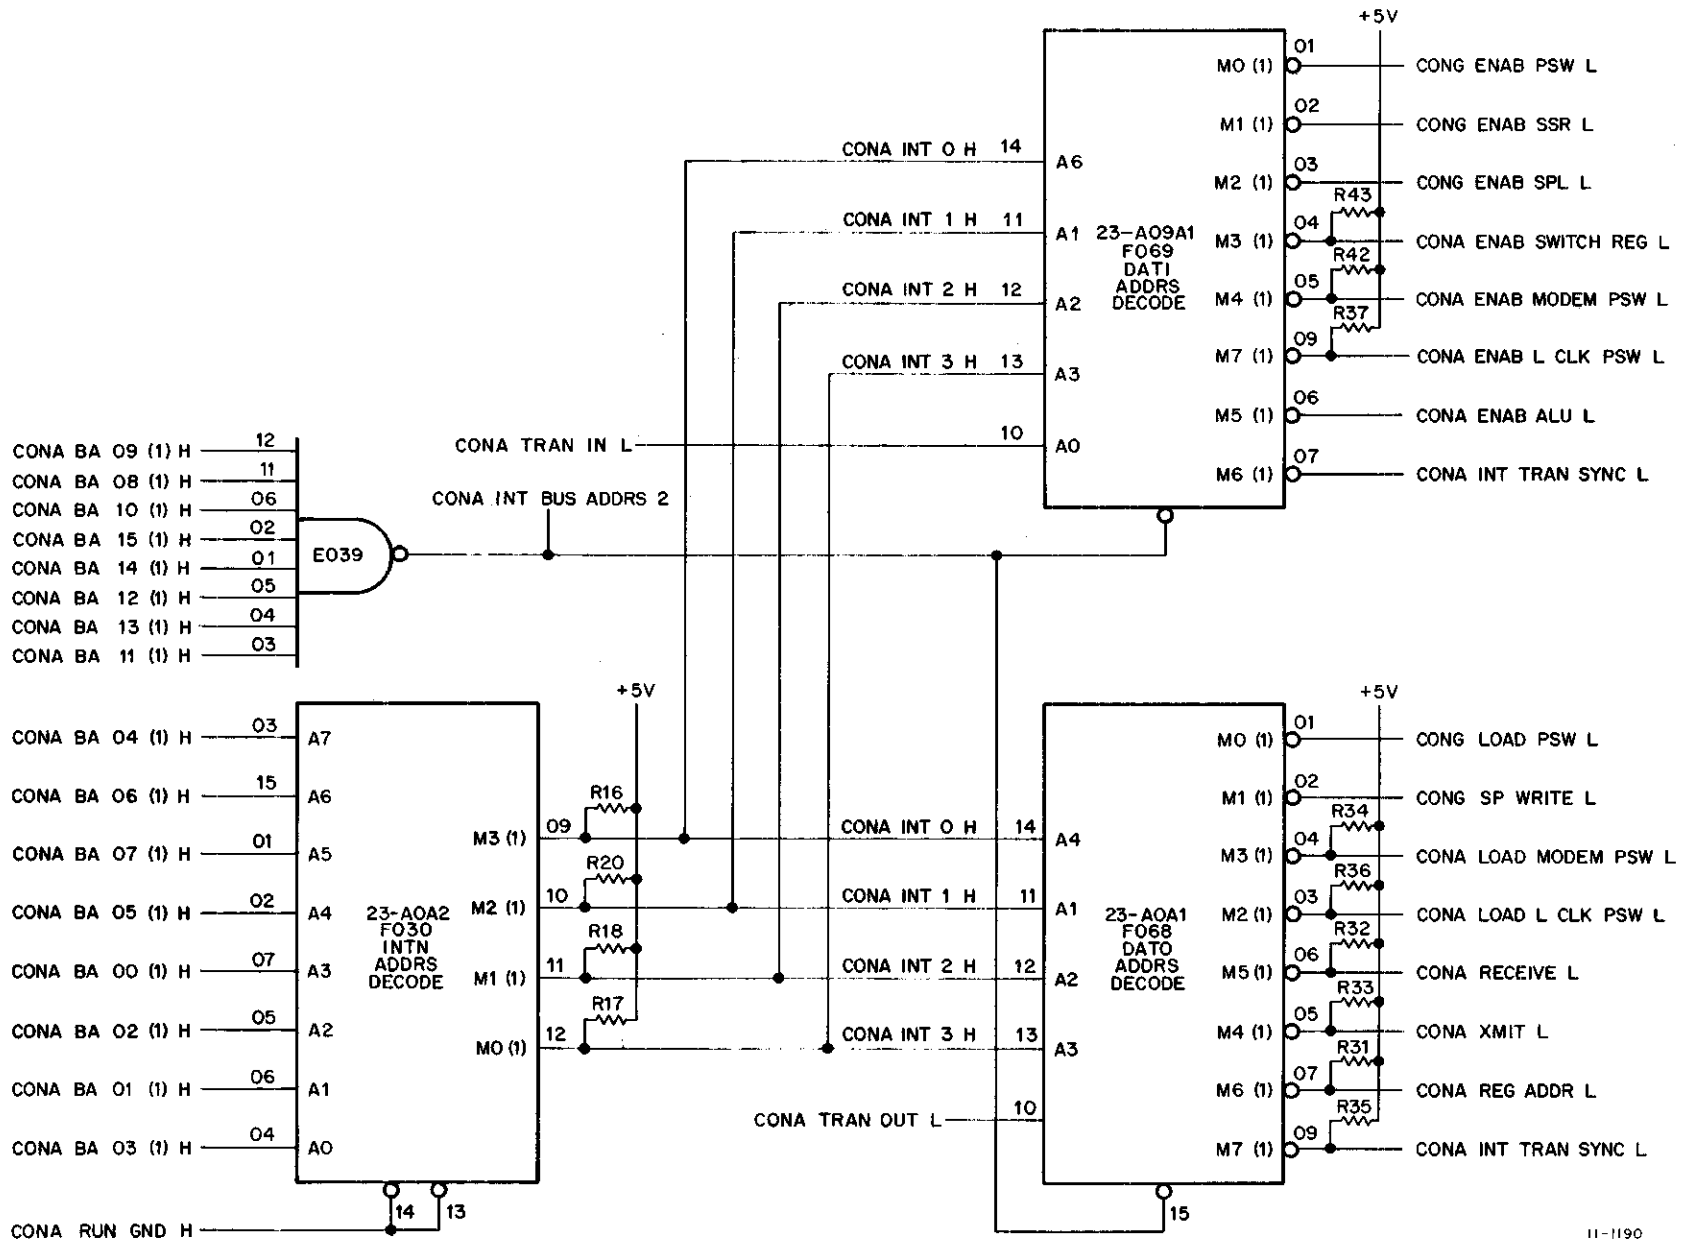 +5V
01
M0 (1)
CONG ENAB PSW L
02
M1 (1)
CONG ENAB SSR L
03
M2 (1)
CONG ENAB SPL L
R43
04
M3 (1)
CONA ENAB SWITCH REG L
R42
05
M4 (1)
CONA ENAB MODEM PSW L
R37
09
M7 (1)
CONA ENAB L CLK PSW L
06
M5 (1)
CONA ENAB ALU L
07
M6 (1)
CONA INT TRAN SYNC L
CONA INT 0 H 14
A6
CONA INT 1 H 11
A1
CONA INT 2 H 12
A2
CONA INT 3 H 13
A3
CONA TRAN IN L
10
A0
23-A09A1
F069
DATI
ADDRS
DECODE
CONA INT BUS ADDRS 2
CONA BA 09 (1) H 12
CONA BA 08 (1) H 11
CONA BA 10 (1) H 06
CONA BA 15 (1) H 02
CONA BA 14 (1) H 01
CONA BA 12 (1) H 05
CONA BA 13 (1) H 04
CONA BA 11 (1) H 03
E039
CONA BA 04 (1) H 03 A7
CONA BA 06 (1) H 15 A6
CONA BA 07 (1) H 01 A5
CONA BA 05 (1) H 02 A4
CONA BA 00 (1) H 07 A3
CONA BA 02 (1) H 05 A2
CONA BA 01 (1) H 06 A1
CONA BA 03 (1) H 04 A0
CONA RUN GND H
14
13
23-A0A2
F030
INTN
ADDRS
DECODE
+5V
R16
M3 (1) 09
R20
M2 (1) 10
R18
M1 (1) 11
R17
M0 (1) 12
CONA INT 0 H 14 A4
CONA INT 1 H 11 A1
CONA INT 2 H 12 A2
CONA INT 3 H 13 A3
CONA TRAN OUT L 10
23-A0A1
F068
DATO
ADDRS
DECODE
15
+5V
01
M0 (1)
CONG LOAD PSW L
02
M1 (1)
CONG SP WRITE L
R34
04
M3 (1)
CONA LOAD MODEM PSW L
R36
03
M2 (1)
CONA LOAD L CLK PSW L
R32
06
M5 (1)
CONA RECEIVE L
R33
05
M4 (1)
CONA XMIT L
R31
07
M6 (1)
CONA REG ADDR L
R35
09
M7 (1)
CONA INT TRAN SYNC L
11-1190